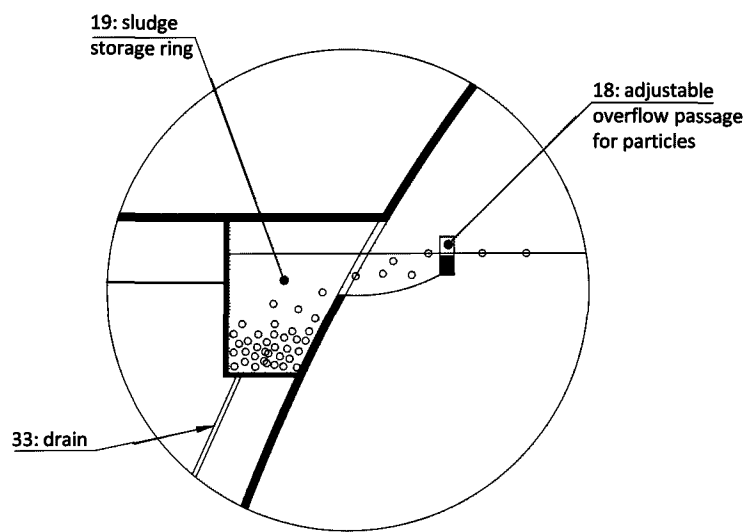 19: sludge
storage ring
18: adjustable
overflow passage
for particles
33: drain